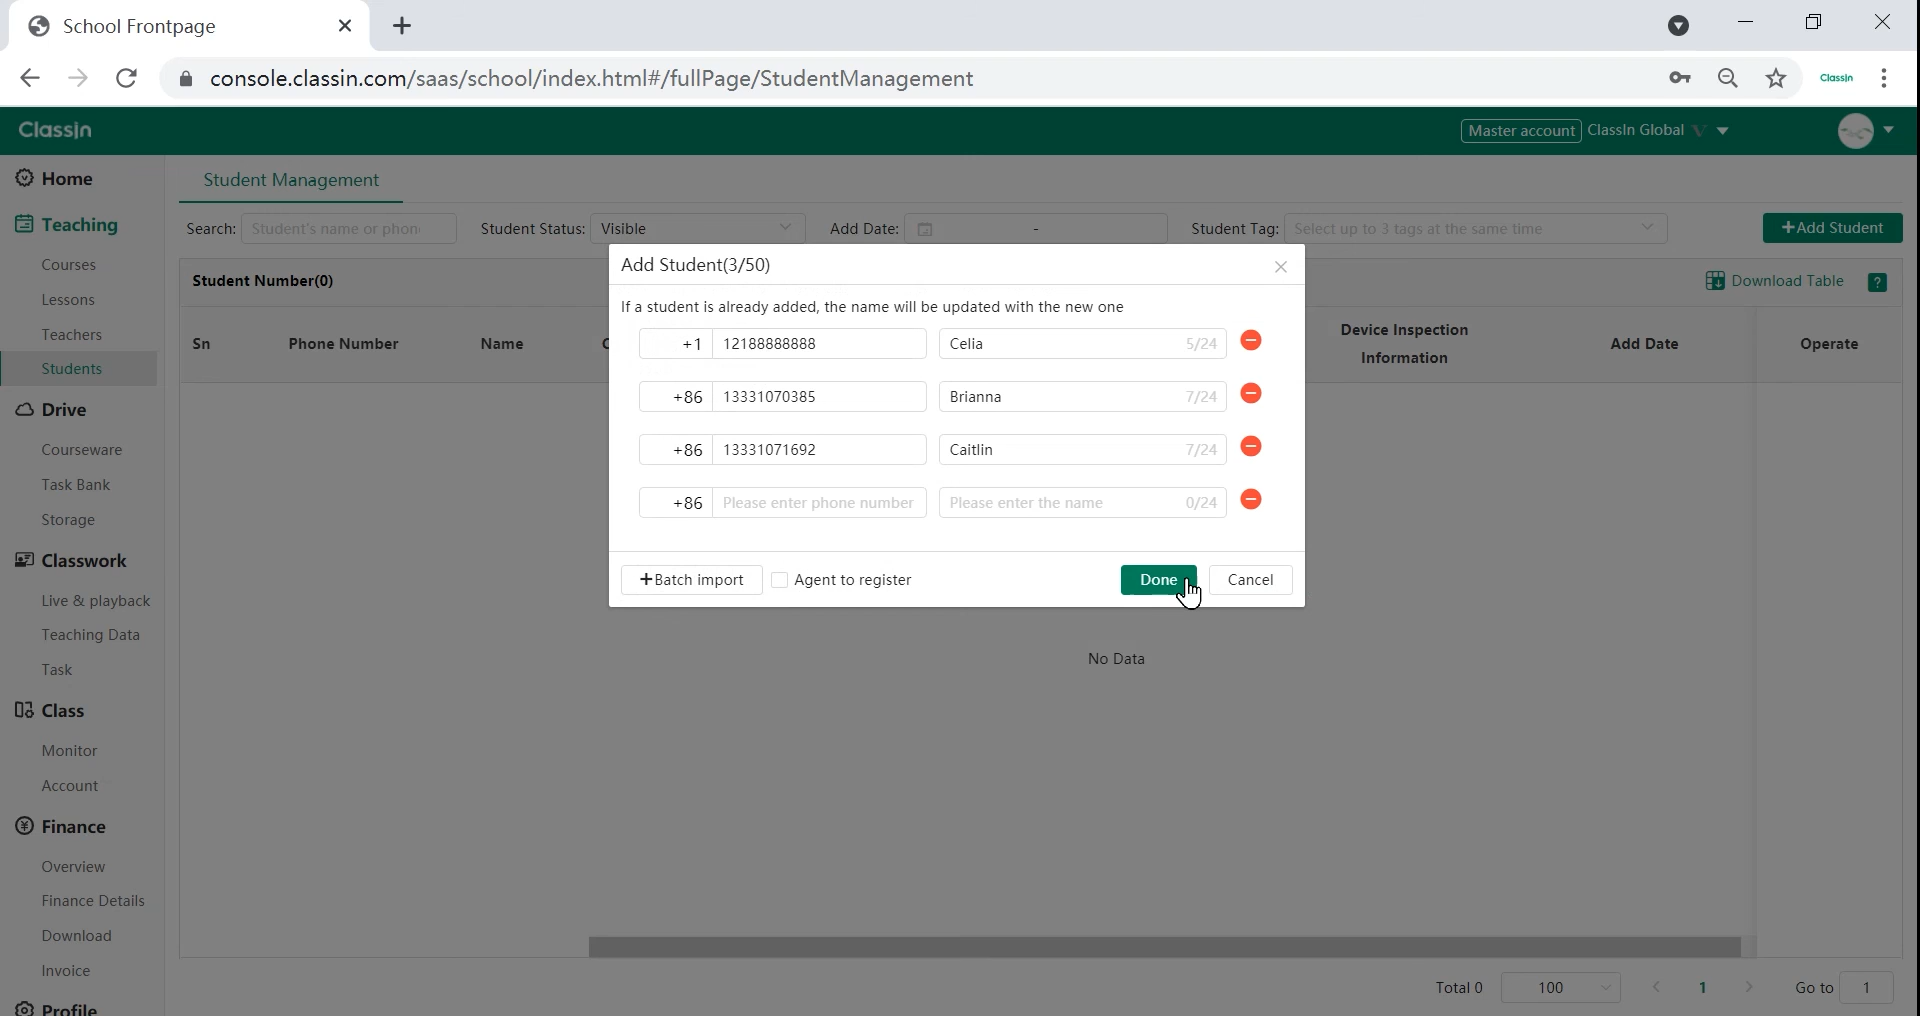 School Frontpage
console.classin.com/saas/school/index.html#/fullPage/StudentManagement
ClassIn
ClassIn
Master account ClassIn Global V
Home
Student Management
Teaching
Search: Student's name or phon
Student Status: Visible
Add Date: -
Student Tag: Select up to 3 tags at the same time
+Add Student
Courses
Lessons
Teachers
Students
Student Number(0)
Download Table ?
Sn
Phone Number
Name
C
Device Inspection
Information
Add Date
Operate
Add Student(3/50)
If a student is already added, the name will be updated with the new one
+1 12188888888 Celia 5/24
+86 13331070385 Brianna 7/24
+86 13331071692 Caitlin 7/24
+86 Please enter phone number Please enter the name 0/24
+Batch import Agent to register Done Cancel
No Data
Drive
Courseware
Task Bank
Storage
Classwork
Live & playback
Teaching Data
Task
Class
Monitor
Account
Finance
Overview
Finance Details
Download
Invoice
Profile
Total 0 100 1 Go to 1